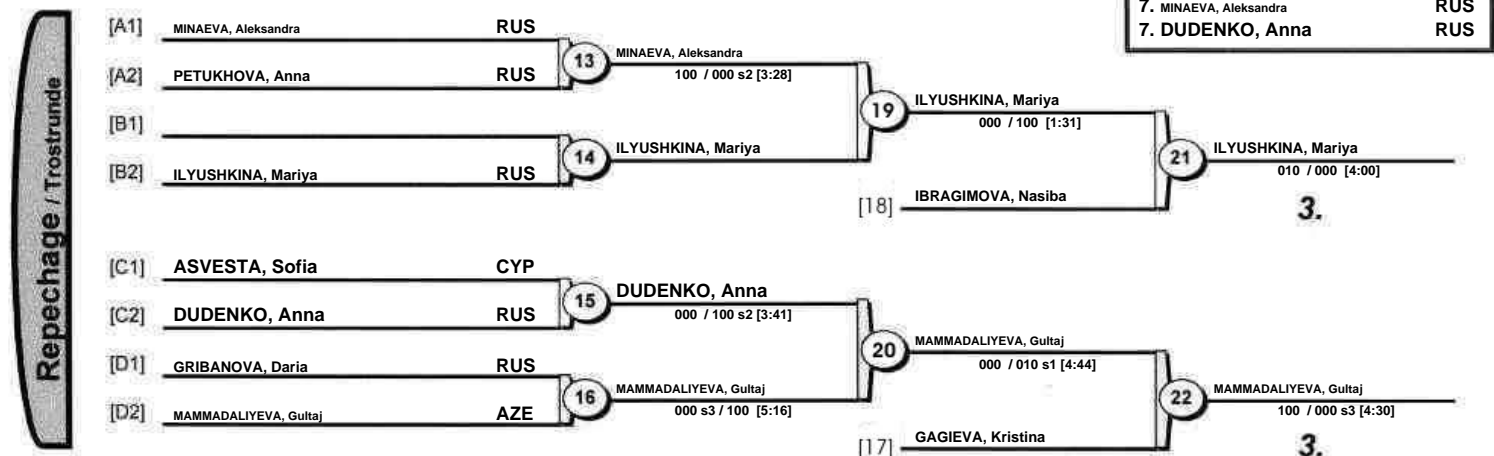 7. MINAEVA, Aleksandra RUS
7. DUDENKO, Anna RUS
Repechage / Trostrunde
[A1] MINAEVA, Aleksandra RUS
13 MINAEVA, Aleksandra
100 / 000 s2 [3:28]
[A2] PETUKHOVA, Anna RUS
19 ILYUSHKINA, Mariya
000 / 100 [1:31]
[B1]
14 ILYUSHKINA, Mariya
[B2] ILYUSHKINA, Mariya RUS
21 ILYUSHKINA, Mariya
010 / 000 [4:00]
[18] IBRAGIMOVA, Nasiba
3.
[C1] ASVESTA, Sofia CYP
15 DUDENKO, Anna
000 / 100 s2 [3:41]
[C2] DUDENKO, Anna RUS
20 MAMMADALIYEVA, Gultaj
000 / 010 s1 [4:44]
[D1] GRIBANOVA, Daria RUS
16 MAMMADALIYEVA, Gultaj
000 s3 / 100 [5:16]
[D2] MAMMADALIYEVA, Gultaj AZE
22 MAMMADALIYEVA, Gultaj
100 / 000 s3 [4:30]
[17] GAGIEVA, Kristina
3.